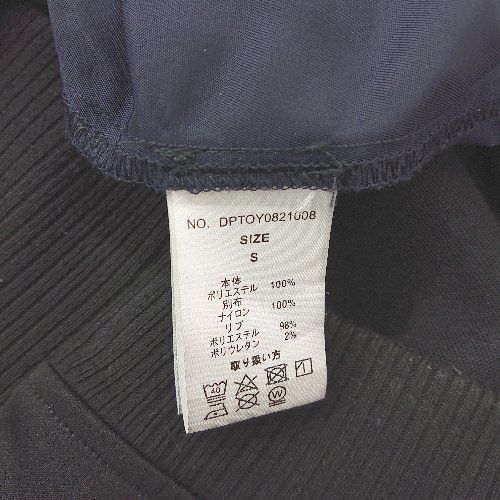 NO. DPTOY0821008
SIZE
S
本体
ポリエステル 100%
別布
ナイロン 100%
リブ
ポリエステル 98%
ポリウレタン 2%
取り扱い方
40